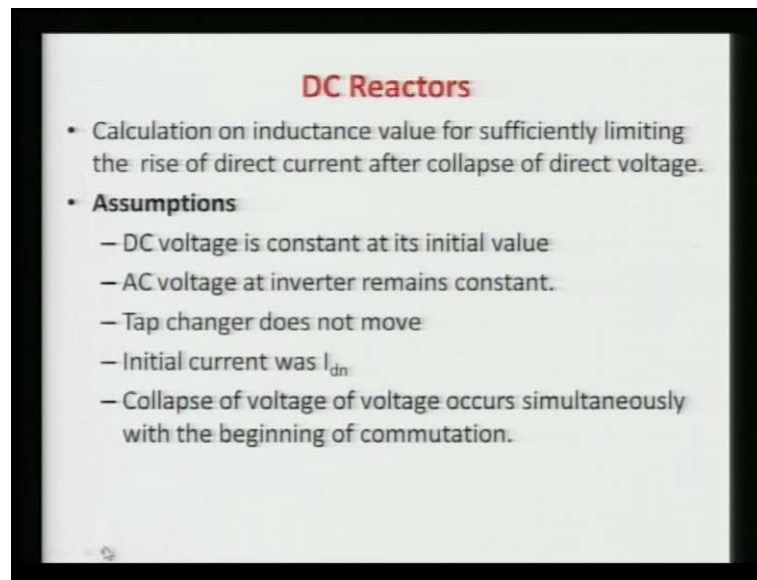 DC Reactors
• Calculation on inductance value for sufficiently limiting
the rise of direct current after collapse of direct voltage.
• Assumptions
– DC voltage is constant at its initial value
– AC voltage at inverter remains constant.
– Tap changer does not move
– Initial current was Idn
– Collapse of voltage of voltage occurs simultaneously
with the beginning of commutation.